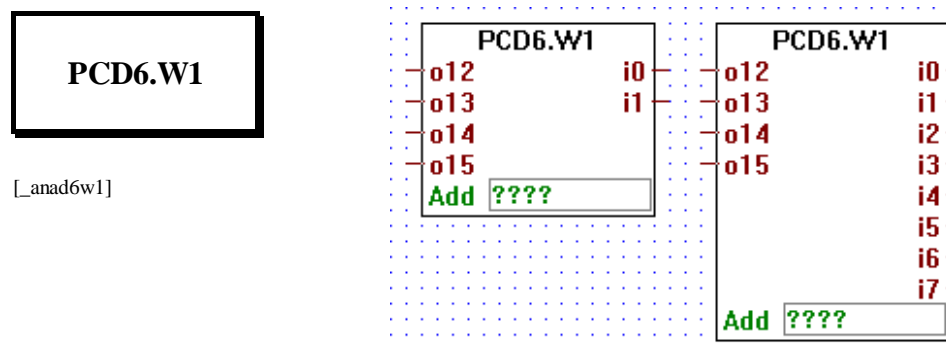 PCD6.W1
[_anad6w1]
PCD6.W1
o12 i0
o13 i1
o14
o15
Add ????
PCD6.W1
o12 i0
o13 i1
o14 i2
o15 i3
i4
i5
i6
i7
Add ????